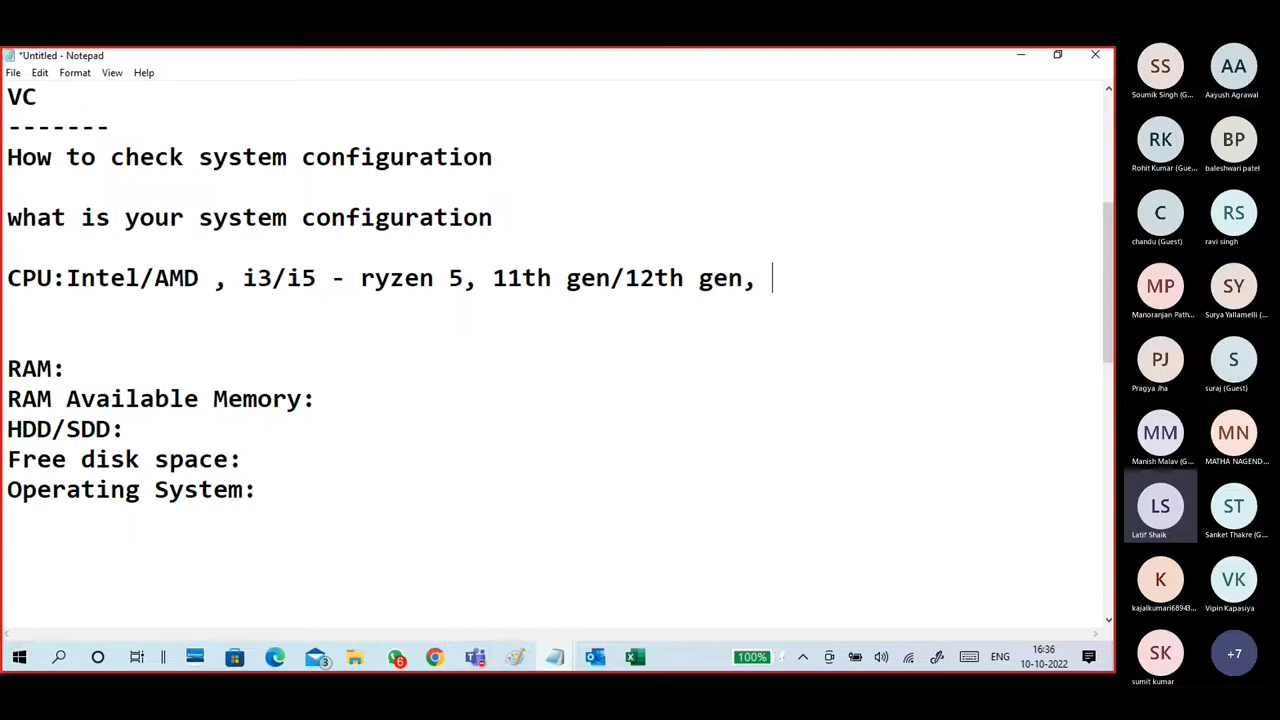 *Untitled - Notepad
File Edit Format View Help
VC
-------
How to check system configuration
what is your system configuration
CPU:Intel/AMD , i3/i5 - ryzen 5, 11th gen/12th gen,
RAM:
RAM Available Memory:
HDD/SDD:
Free disk space:
Operating System:
3
6
100%
ENG
16:36
10-10-2022
SS
Soumik Singh (G...
AA
Aayush Agrawal
RK
Rohit Kumar (Gue...
BP
baleshwari patel
C
chandu (Guest)
RS
ravi singh
MP
Manoranjan Path...
SY
Surya Yallamelli (...
PJ
Pragya Jha
S
suraj (Guest)
MM
Manish Malav (G...
MN
MATHA NAGEND...
LS
Latif Shaik
ST
Sanket Thakre (G...
K
kajalkumari68943...
VK
Vipin Kapasiya
SK
sumit kumar
+7